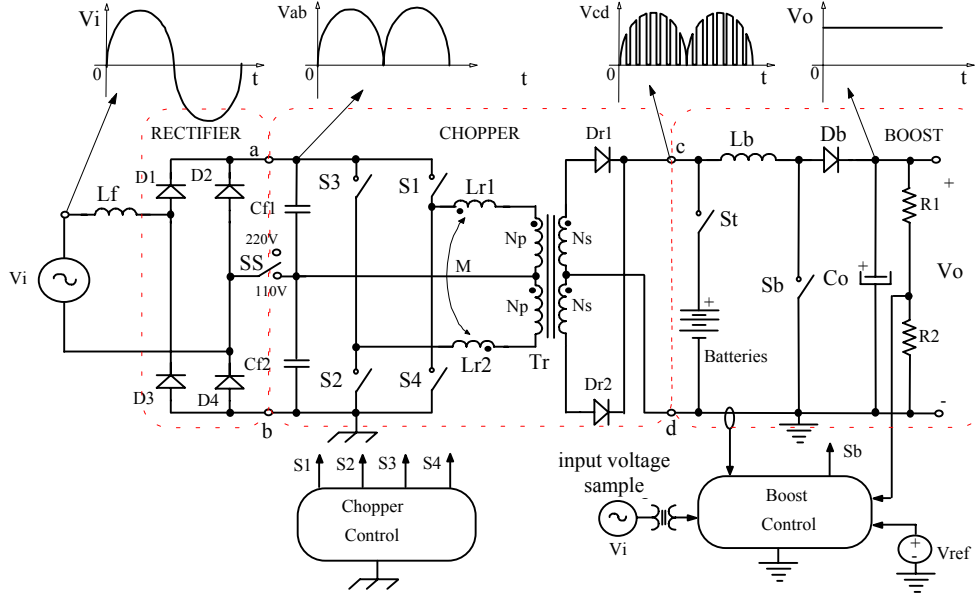 Vi
0
t
Vab
0
t
Vcd
0
t
Vo
0
t
RECTIFIER
CHOPPER
BOOST
a
c
D1
D2
S3
S1
Lr1
Dr1
Lb
Db
Lf
Cf1
220V
SS
110V
Np
Ns
St
R1
+
M
Vi
Sb
Co
+
Vo
Np
Ns
+
Batteries
R2
Cf2
S2
S4
Lr2
Tr
D3
D4
Dr2
b
d
-
S1
S2
S3
S4
Chopper
Control
input voltage
sample
Vi
Sb
Boost
Control
+
-
Vref